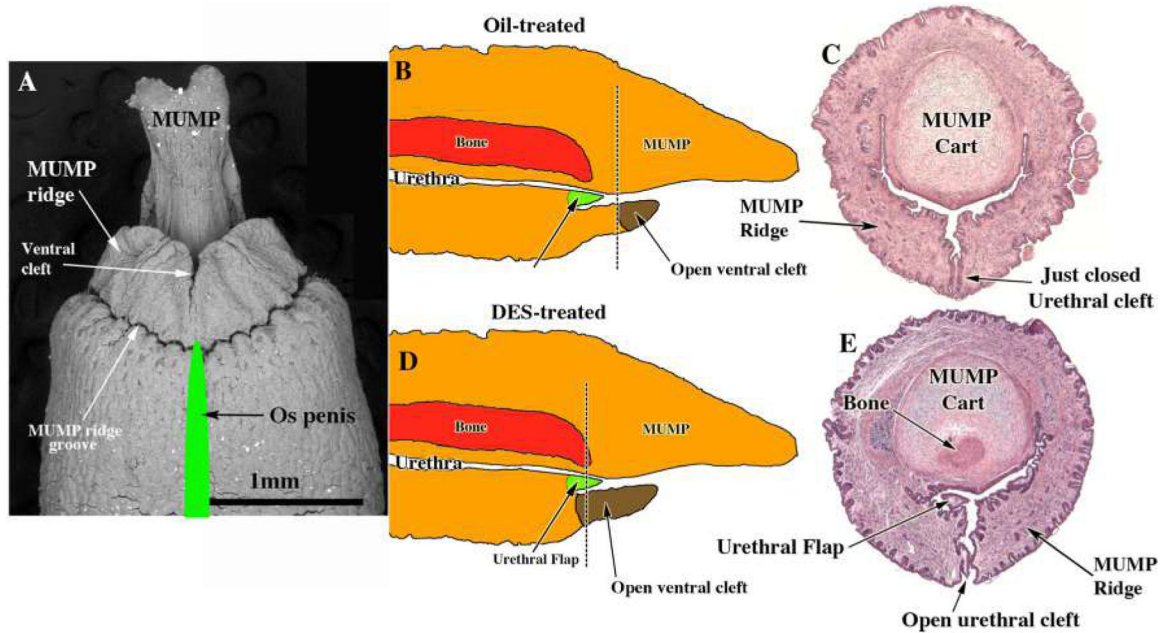 A
MUMP
MUMP
ridge
Ventral
cleft
MUMP ridge
groove
Os penis
1mm
Oil-treated
B
Bone
MUMP
Urethra
Open ventral cleft
DES-treated
D
Bone
MUMP
Urethra
Urethral Flap
Open ventral cleft
C
MUMP
Cart
MUMP
Ridge
Just closed
Urethral cleft
E
MUMP
Cart
Bone
Urethral Flap
MUMP
Ridge
Open urethral cleft